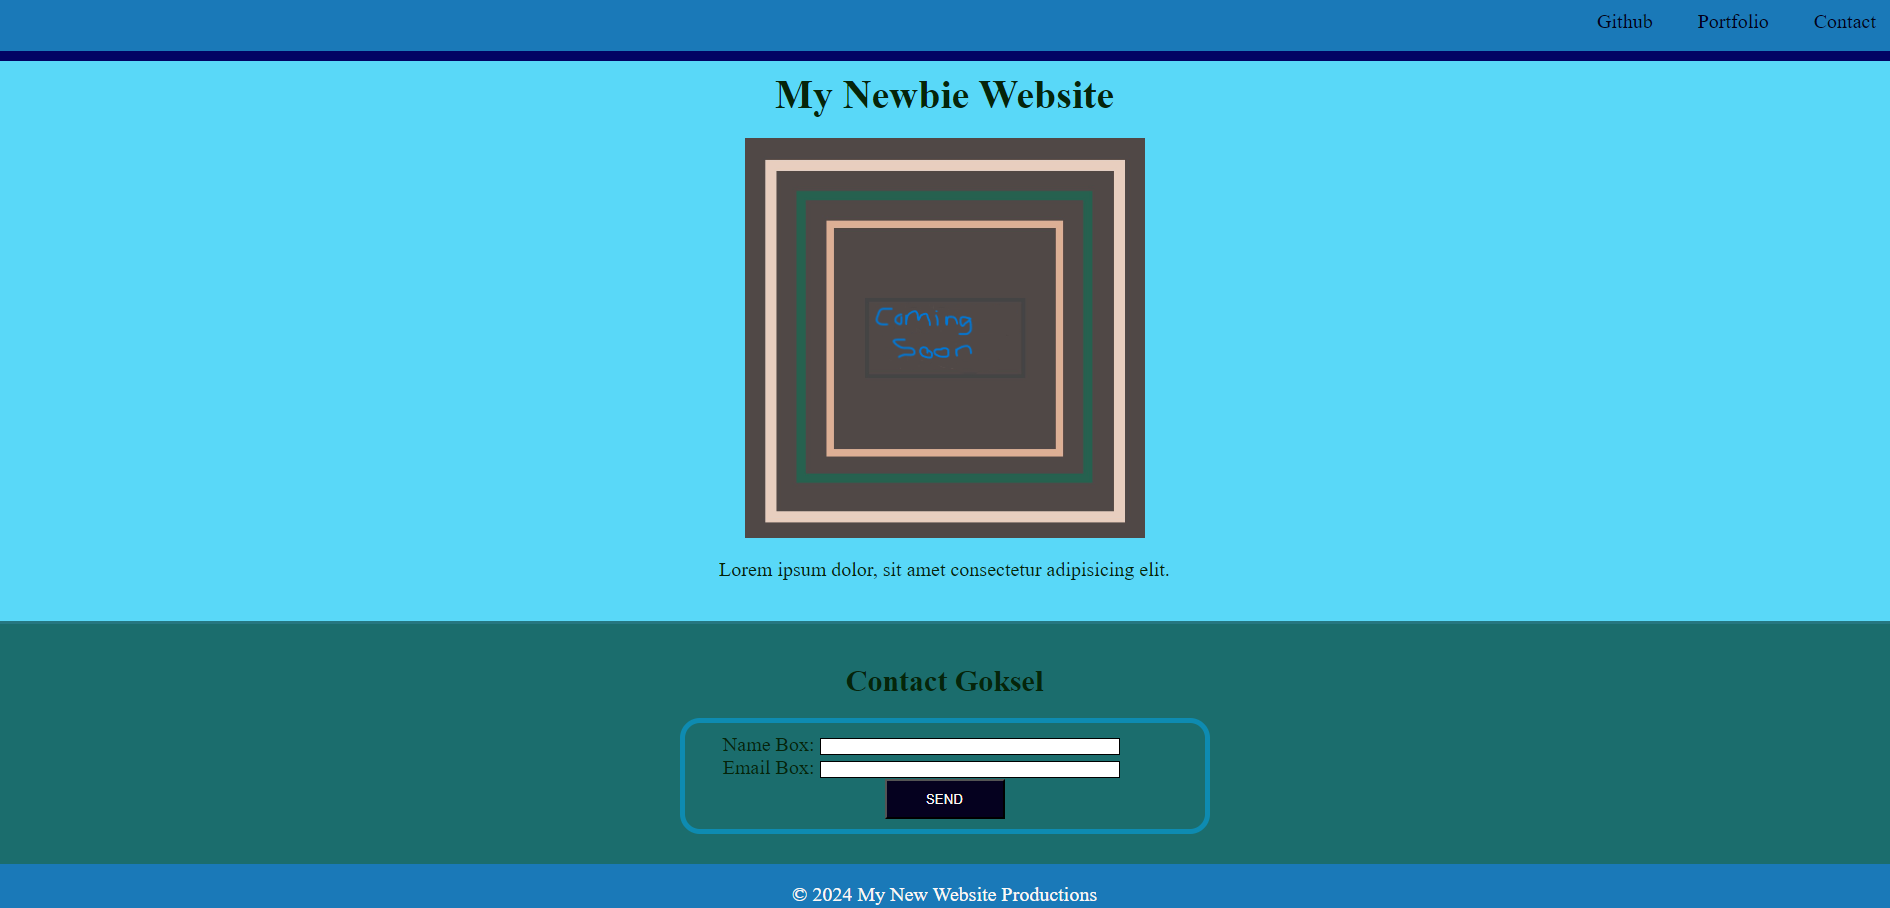 Github Portfolio Contact
My Newbie Website
Coming
Soon
Lorem ipsum dolor, sit amet consectetur adipisicing elit.
Contact Goksel
Name Box:
Email Box:
SEND
© 2024 My New Website Productions